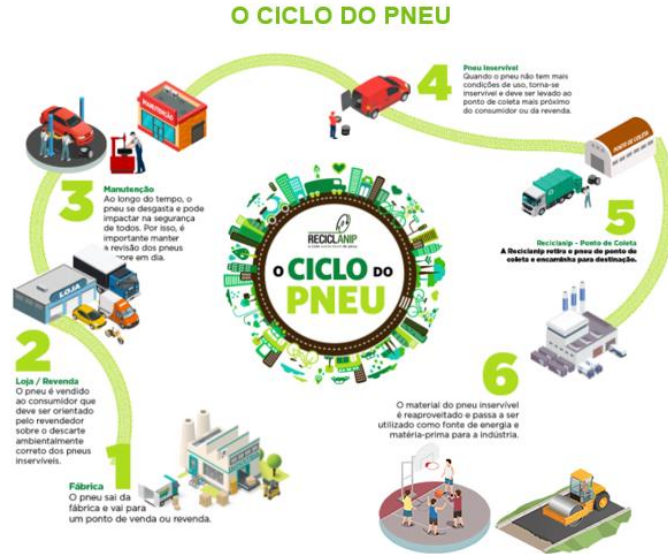 O CICLO DO PNEU
4
Pneu Inservível
Quando o pneu não tem mais
condições de uso, torna-se
inservível e deve ser levado ao
ponto de coleta mais próximo
do consumidor ou da revenda.
MANUTENÇÃO
PONTO DE COLETA
3
Manutenção
Ao longo do tempo, o
pneu se desgasta e pode
impactar na segurança
de todos. Por isso, é
importante manter
a revisão dos pneus
em dia.
RECICLANIP
O CICLO DO
PNEU
5
Reciclanip - Ponto de Coleta
A Reciclanip retira o pneu do ponto de
coleta e encaminha para destinação.
LOJA
2
Loja / Revenda
O pneu é vendido
ao consumidor que
deve ser orientado
pelo revendedor
sobre o descarte
ambientalmente
correto dos pneus
inservíveis.
6
O material do pneu inservível
é reaproveitado e passa a ser
utilizado como fonte de energia e
matéria-prima para a indústria.
1
Fábrica
O pneu sai da
fábrica e vai para
um ponto de venda ou revenda.